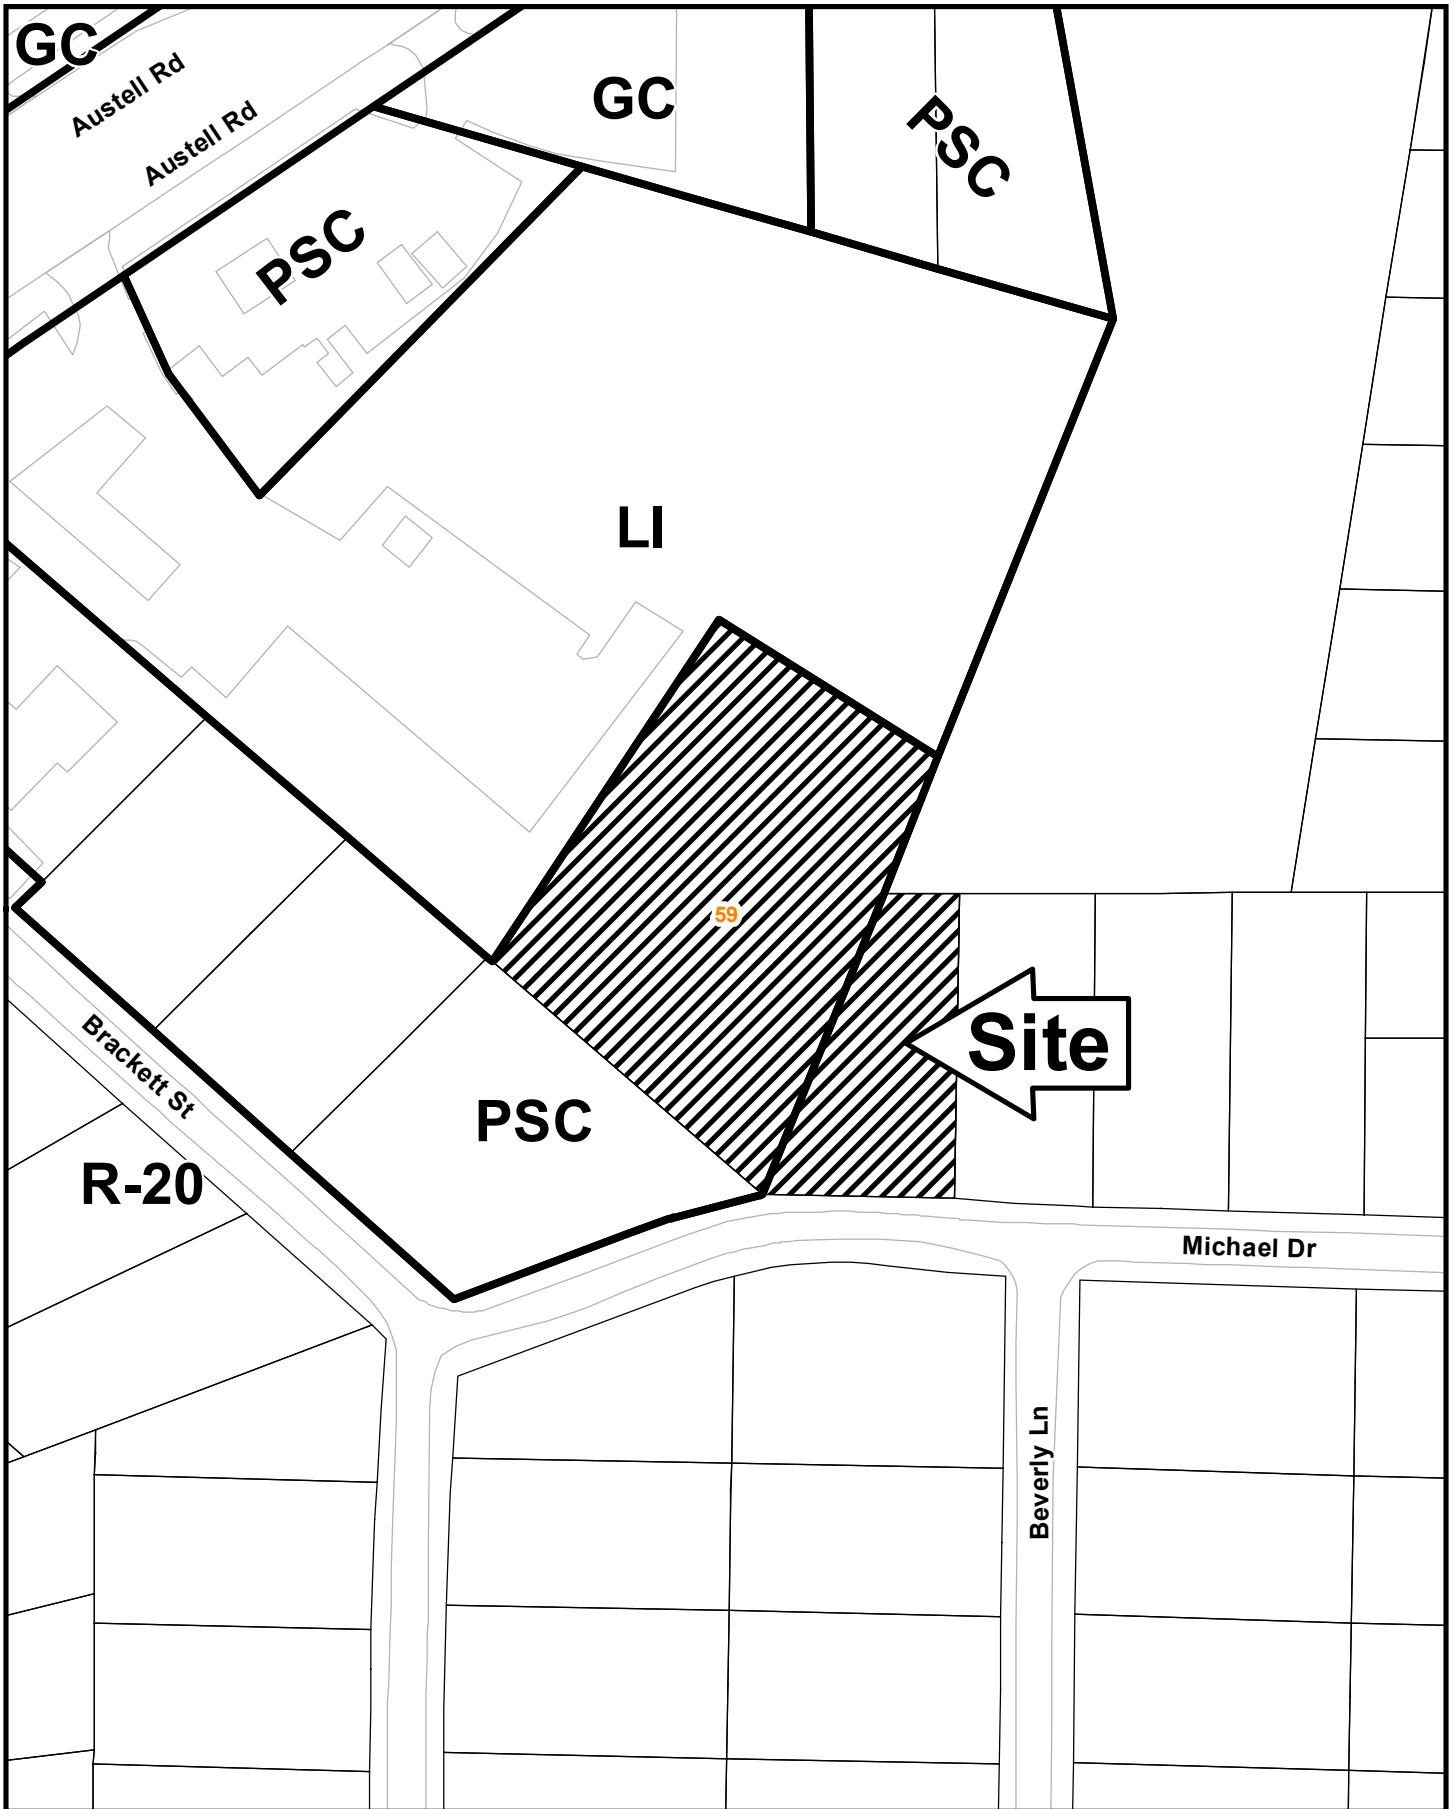 GC
Austell Rd
Austell Rd
GC
PSC
PSC
LI
59
Site
Brackett St
PSC
R-20
Michael Dr
Beverly Ln